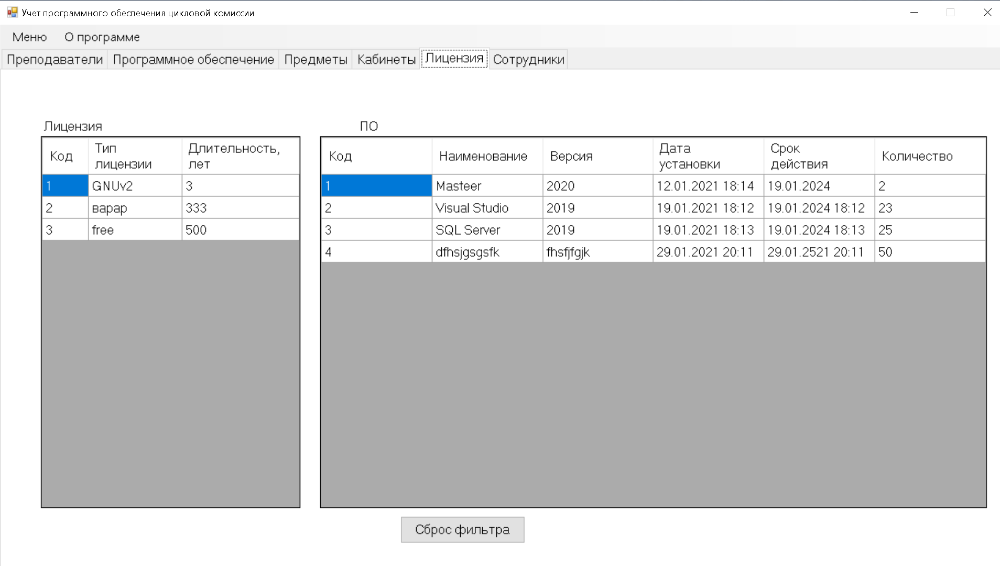 Учет программного обеспечения цикловой комиссии
Меню О программе
Преподаватели Программное обеспечение Предметы Кабинеты Лицензия Сотрудники
Лицензия
Код Тип лицензии Длительность, лет
1 GNUv2 3
2 вapap 333
3 free 500
ПО
Код Наименование Версия Дата установки Срок действия Количество
1 Masteer 2020 12.01.2021 18:14 19.01.2024 2
2 Visual Studio 2019 19.01.2021 18:12 19.01.2024 18:12 23
3 SQL Server 2019 19.01.2021 18:13 19.01.2024 18:13 25
4 dfhsjgsgsfk fhsfjfgjk 29.01.2021 20:11 29.01.2521 20:11 50
Сброс фильтра